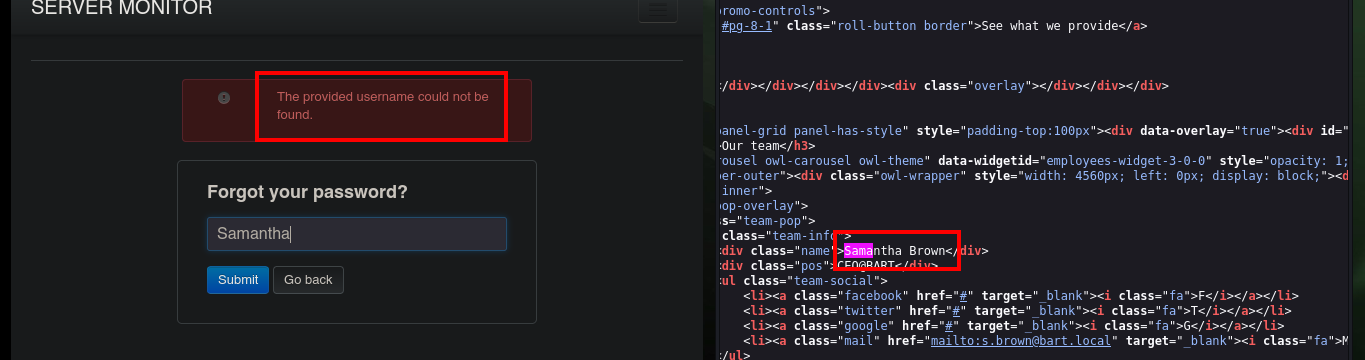 SERVER MONITOR
The provided username could not be
found.
Forgot your password?
Samantha
Submit
Go back
promo-controls">
#pg-8-1" class="roll-button border">See what we provide</a>
/div></div></div></div><div class="overlay"></div></div></div>
panel-grid panel-has-style" style="padding-top:100px"><div data-overlay="true"><div id="
>Our team</h3>
rousel owl-carousel owl-theme" data-widgetid="employees-widget-3-0-0" style="opacity: 1;
per-outer"><div class="owl-wrapper" style="width: 4560px; left: 0px; display: block;"><d
inner">
pop-overlay">
ss="team-pop">
class="team-info">
<div class="name">Samantha Brown</div>
<div class="pos">CEO@BART</div>
<ul class="team-social">
<li><a class="facebook" href="#" target="_blank"><i class="fa">F</i></a></li>
<li><a class="twitter" href="#" target="_blank"><i class="fa">T</i></a></li>
<li><a class="google" href="#" target="_blank"><i class="fa">G</i></a></li>
<li><a class="mail" href="mailto:s.brown@bart.local" target="_blank"><i class="fa">M
</ul>